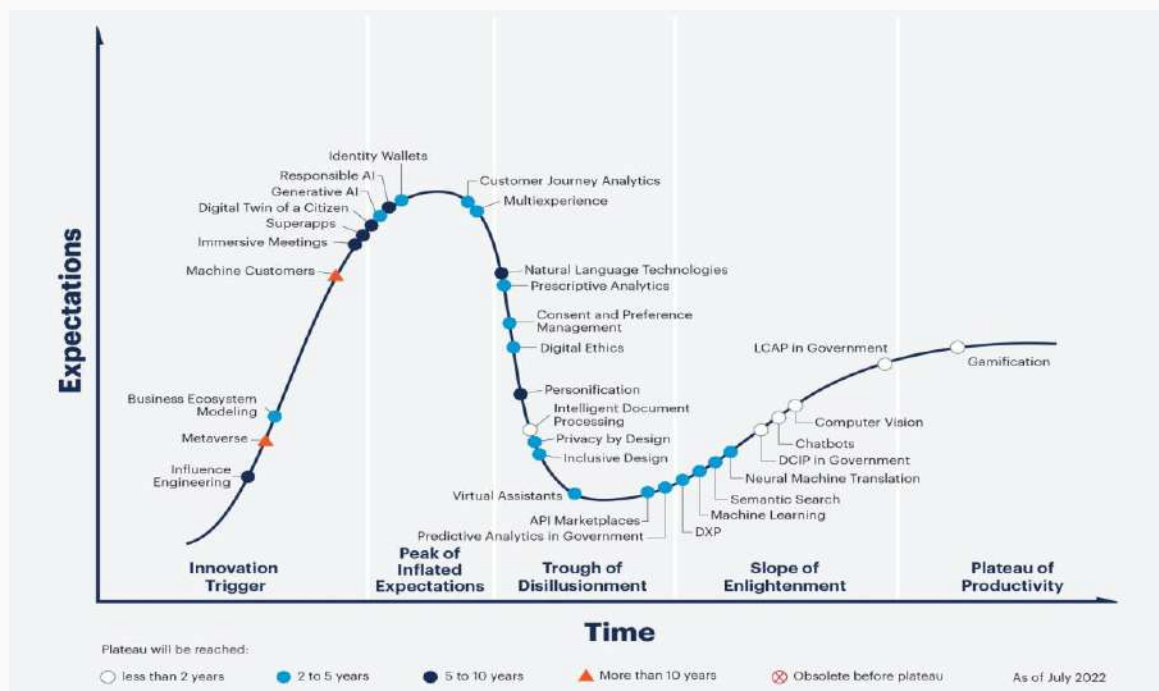 Expectations
Identity Wallets
Responsible AI
Generative AI
Digital Twin of a Citizen
Superapps
Immersive Meetings
Machine Customers
Business Ecosystem
Modeling
Metaverse
Influence
Engineering
Customer Journey Analytics
Multiexperience
Natural Language Technologies
Prescriptive Analytics
Consent and Preference
Management
Digital Ethics
Personification
Intelligent Document
Processing
Privacy by Design
Inclusive Design
Virtual Assistants
API Marketplaces
Predictive Analytics in Government
DXP
Machine Learning
Semantic Search
Neural Machine Translation
DCIP in Government
Chatbots
Computer Vision
LCAP in Government
Gamification
Innovation
Trigger
Peak of
Inflated
Expectations
Trough of
Disillusionment
Slope of
Enlightenment
Plateau of
Productivity
Time
Plateau will be reached:
less than 2 years
2 to 5 years
5 to 10 years
More than 10 years
Obsolete before plateau
As of July 2022